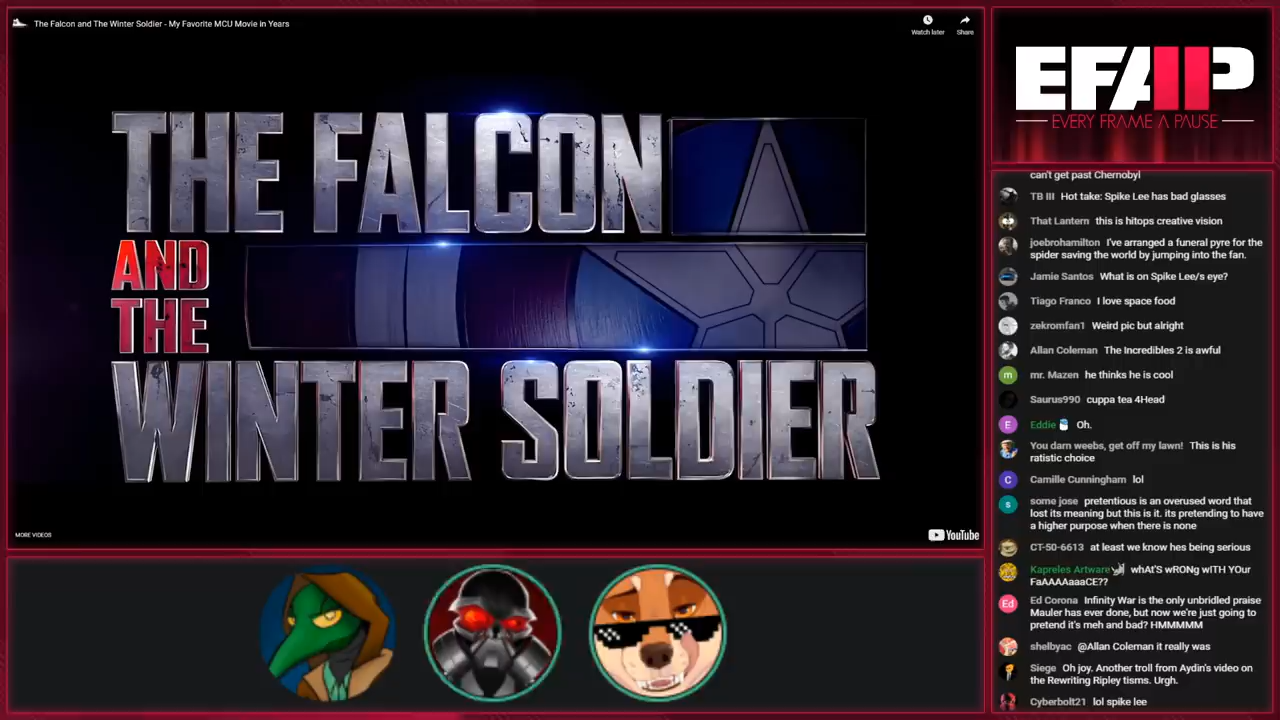 The Falcon and The Winter Soldier - My Favorite MCU Movie in Years
Watch later
Share
THE FALCON
AND
THE
WINTER SOLDIER
MORE VIDEOS
YouTube
EFAP
EVERY FRAME A PAUSE
can't get past Chernobyl
TB III Hot take: Spike Lee has bad glasses
That Lantern this is hitops creative vision
joebrohamilton I've arranged a funeral pyre for the
spider saving the world by jumping into the fan.
Jamie Santos What is on Spike Lee/s eye?
Tiago Franco I love space food
zekromfan1 Weird pic but alright
Allan Coleman The Incredibles 2 is awful
m
mr. Mazen he thinks he is cool
Saurus990 cuppa tea 4Head
E
Eddie Oh.
You dam weebs, get off my lawn! This is his
ratistic choice
C
Camille Cunningham lol
s
some jose pretentious is an overused word that
lost its meaning but this is it. its pretending to have
a higher purpose when there is none
CT-50-6613 at least we know hes being serious
Kapreles Artware whAt'S wRONg wITH YOur
FaAAAAaaaCE??
Ed
Ed Corona Infinity War is the only unbridled praise
Mauler has ever done, but now we're just going to
pretend it's meh and bad? HMMMMM
shelbyac @Allan Coleman it really was
Siege Oh joy. Another troll from Aydin's video on
the Rewriting Ripley tisms. Urgh.
Cyberbolt21 lol spike lee